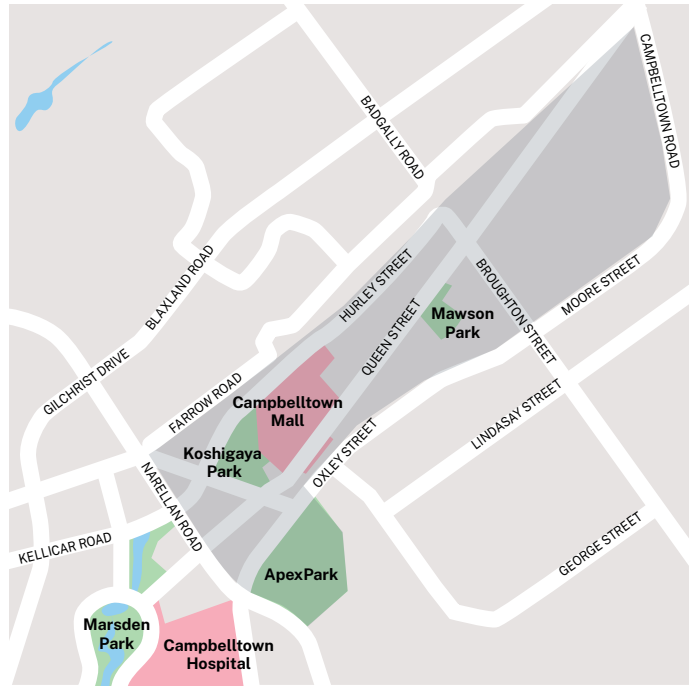 CAMPBELLTOWN ROAD
BADGALLY ROAD
BLAXLAND ROAD
HURLEY STREET
BROUGHTON STREET
MOORE STREET
Mawson
Park
QUEEN STREET
GILCHRIST DRIVE
FARROW ROAD
Campbelltown
Mall
LINDASAY STREET
Koshigaya
Park
OXLEY STREET
NARELLAN ROAD
KELLICAR ROAD
GEORGE STREET
ApexPark
Marsden
Park
Campbelltown
Hospital